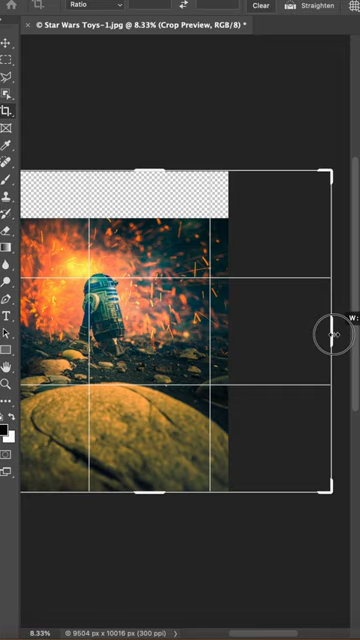 Ratio Clear Straighten
× © Star Wars Toys-1.jpg @ 8.33% (Crop Preview, RGB/8) *
W:
8.33% 9504 px x 10016 px (300 ppi) >